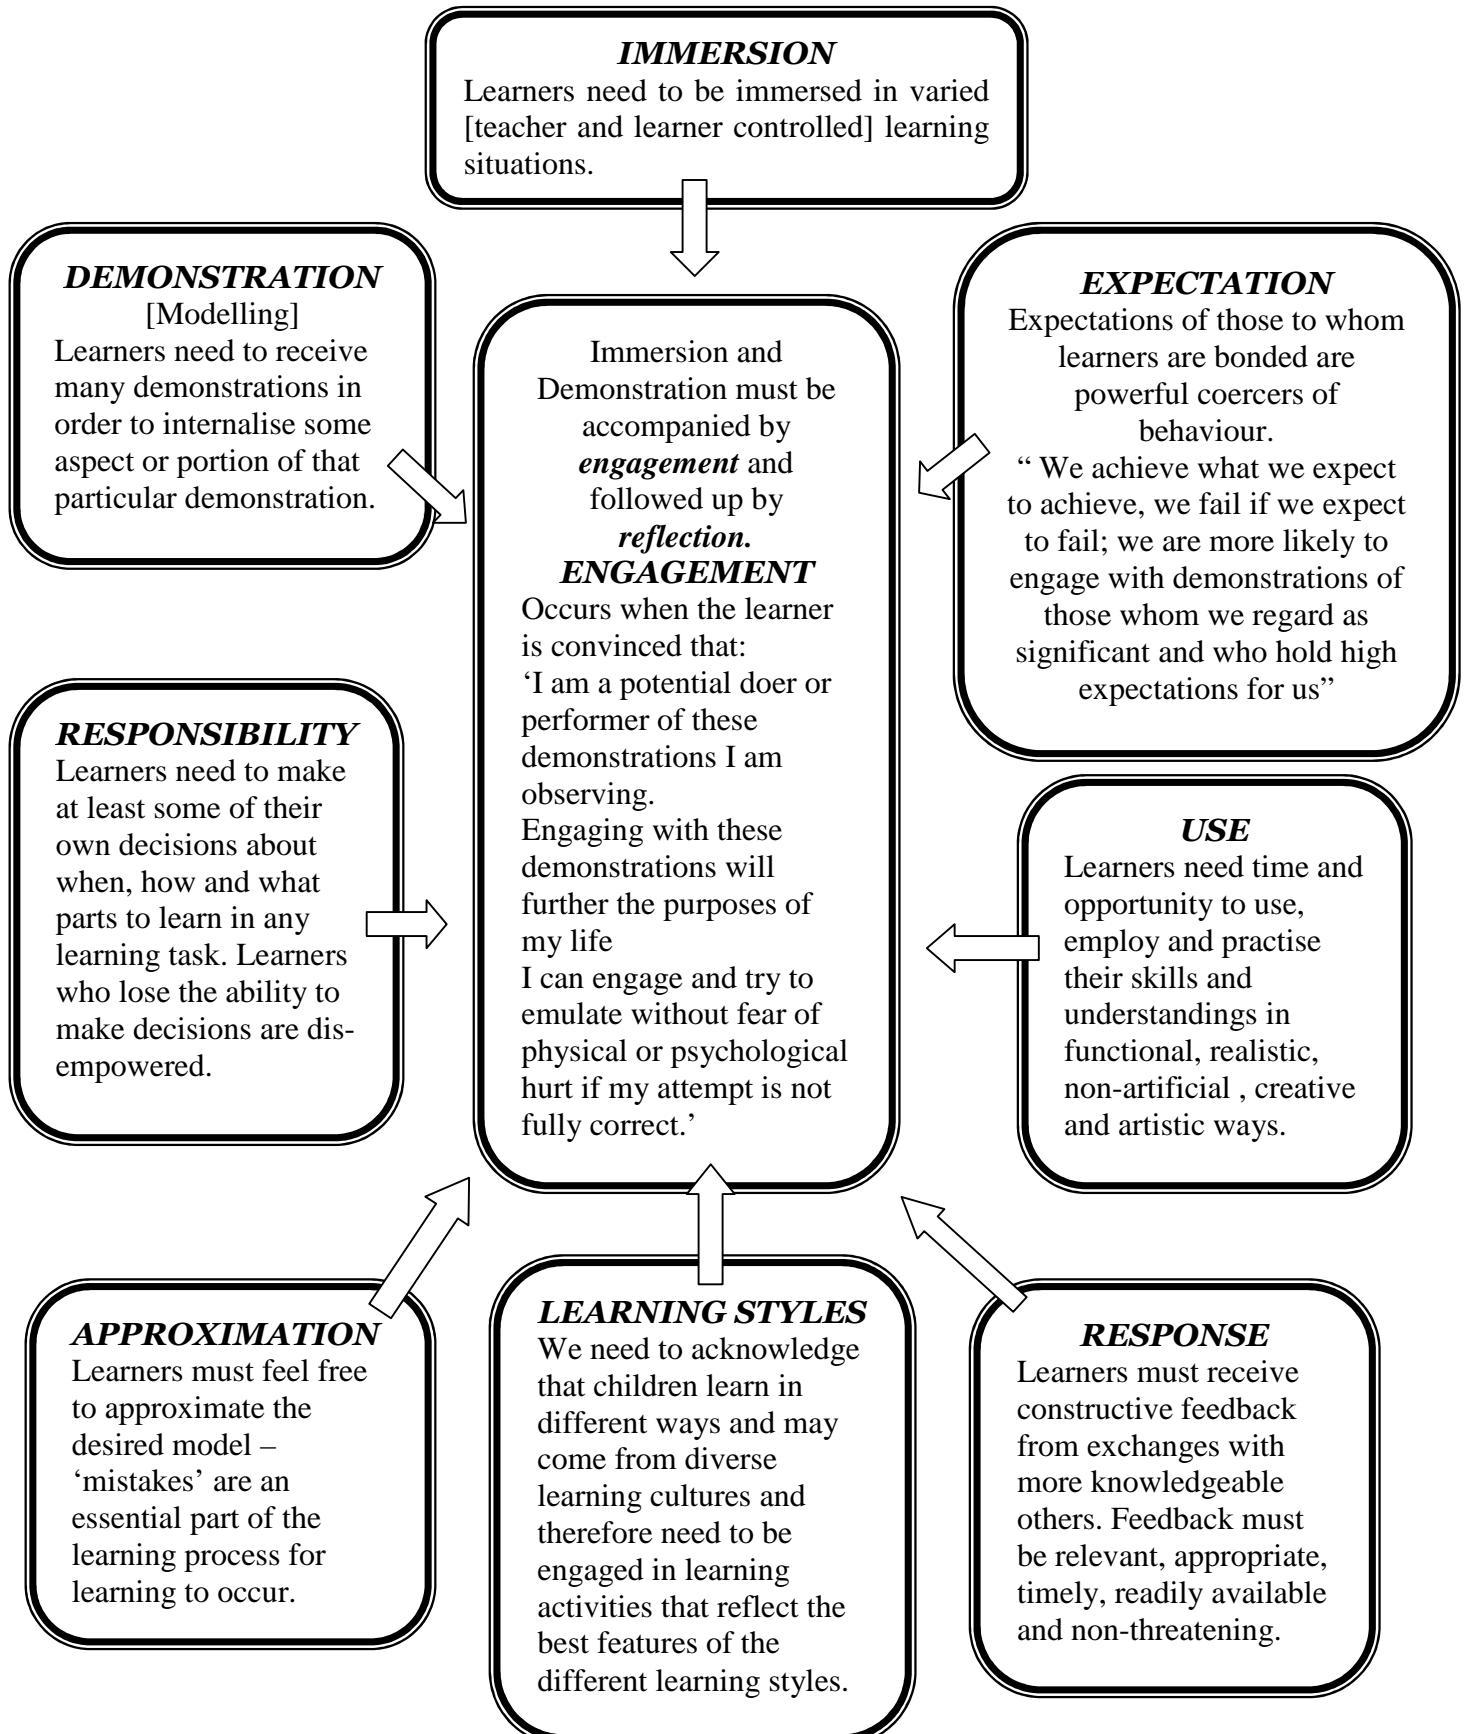 IMMERSION
Learners need to be immersed in varied
[teacher and learner controlled] learning
situations.
DEMONSTRATION
[Modelling]
Learners need to receive
many demonstrations in
order to internalise some
aspect or portion of that
particular demonstration.
Immersion and
Demonstration must be
accompanied by
engagement and
followed up by
reflection.
ENGAGEMENT
Occurs when the learner
is convinced that:
‘I am a potential doer or
performer of these
demonstrations I am
observing.
Engaging with these
demonstrations will
further the purposes of
my life
I can engage and try to
emulate without fear of
physical or psychological
hurt if my attempt is not
fully correct.’
EXPECTATION
Expectations of those to whom
learners are bonded are
powerful coercers of
behaviour.
“ We achieve what we expect
to achieve, we fail if we expect
to fail; we are more likely to
engage with demonstrations of
those whom we regard as
significant and who hold high
expectations for us”
RESPONSIBILITY
Learners need to make
at least some of their
own decisions about
when, how and what
parts to learn in any
learning task. Learners
who lose the ability to
make decisions are dis-
empowered.
USE
Learners need time and
opportunity to use,
employ and practise
their skills and
understandings in
functional, realistic,
non-artificial , creative
and artistic ways.
APPROXIMATION
Learners must feel free
to approximate the
desired model –
‘mistakes’ are an
essential part of the
learning process for
learning to occur.
LEARNING STYLES
We need to acknowledge
that children learn in
different ways and may
come from diverse
learning cultures and
therefore need to be
engaged in learning
activities that reflect the
best features of the
different learning styles.
RESPONSE
Learners must receive
constructive feedback
from exchanges with
more knowledgeable
others. Feedback must
be relevant, appropriate,
timely, readily available
and non-threatening.